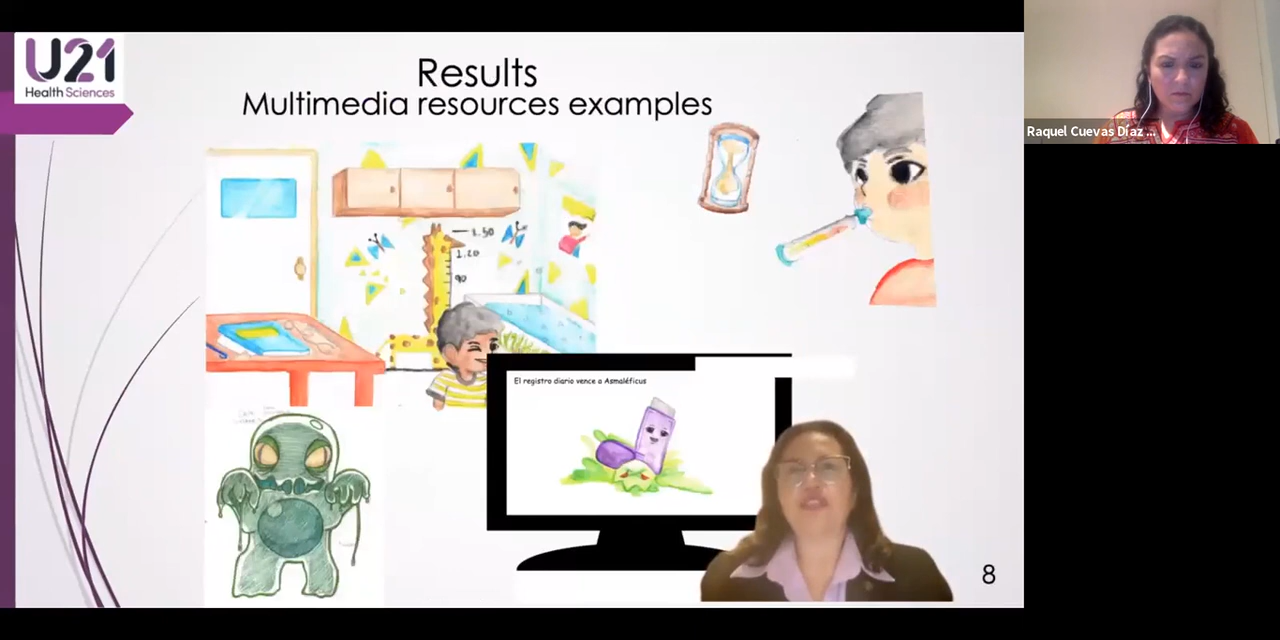 U21
Health Sciences
Results
Multimedia resources examples
1.50
1.20
90
El registro diario vence a Asmaléficus
8
Raquel Cuevas Díaz ...